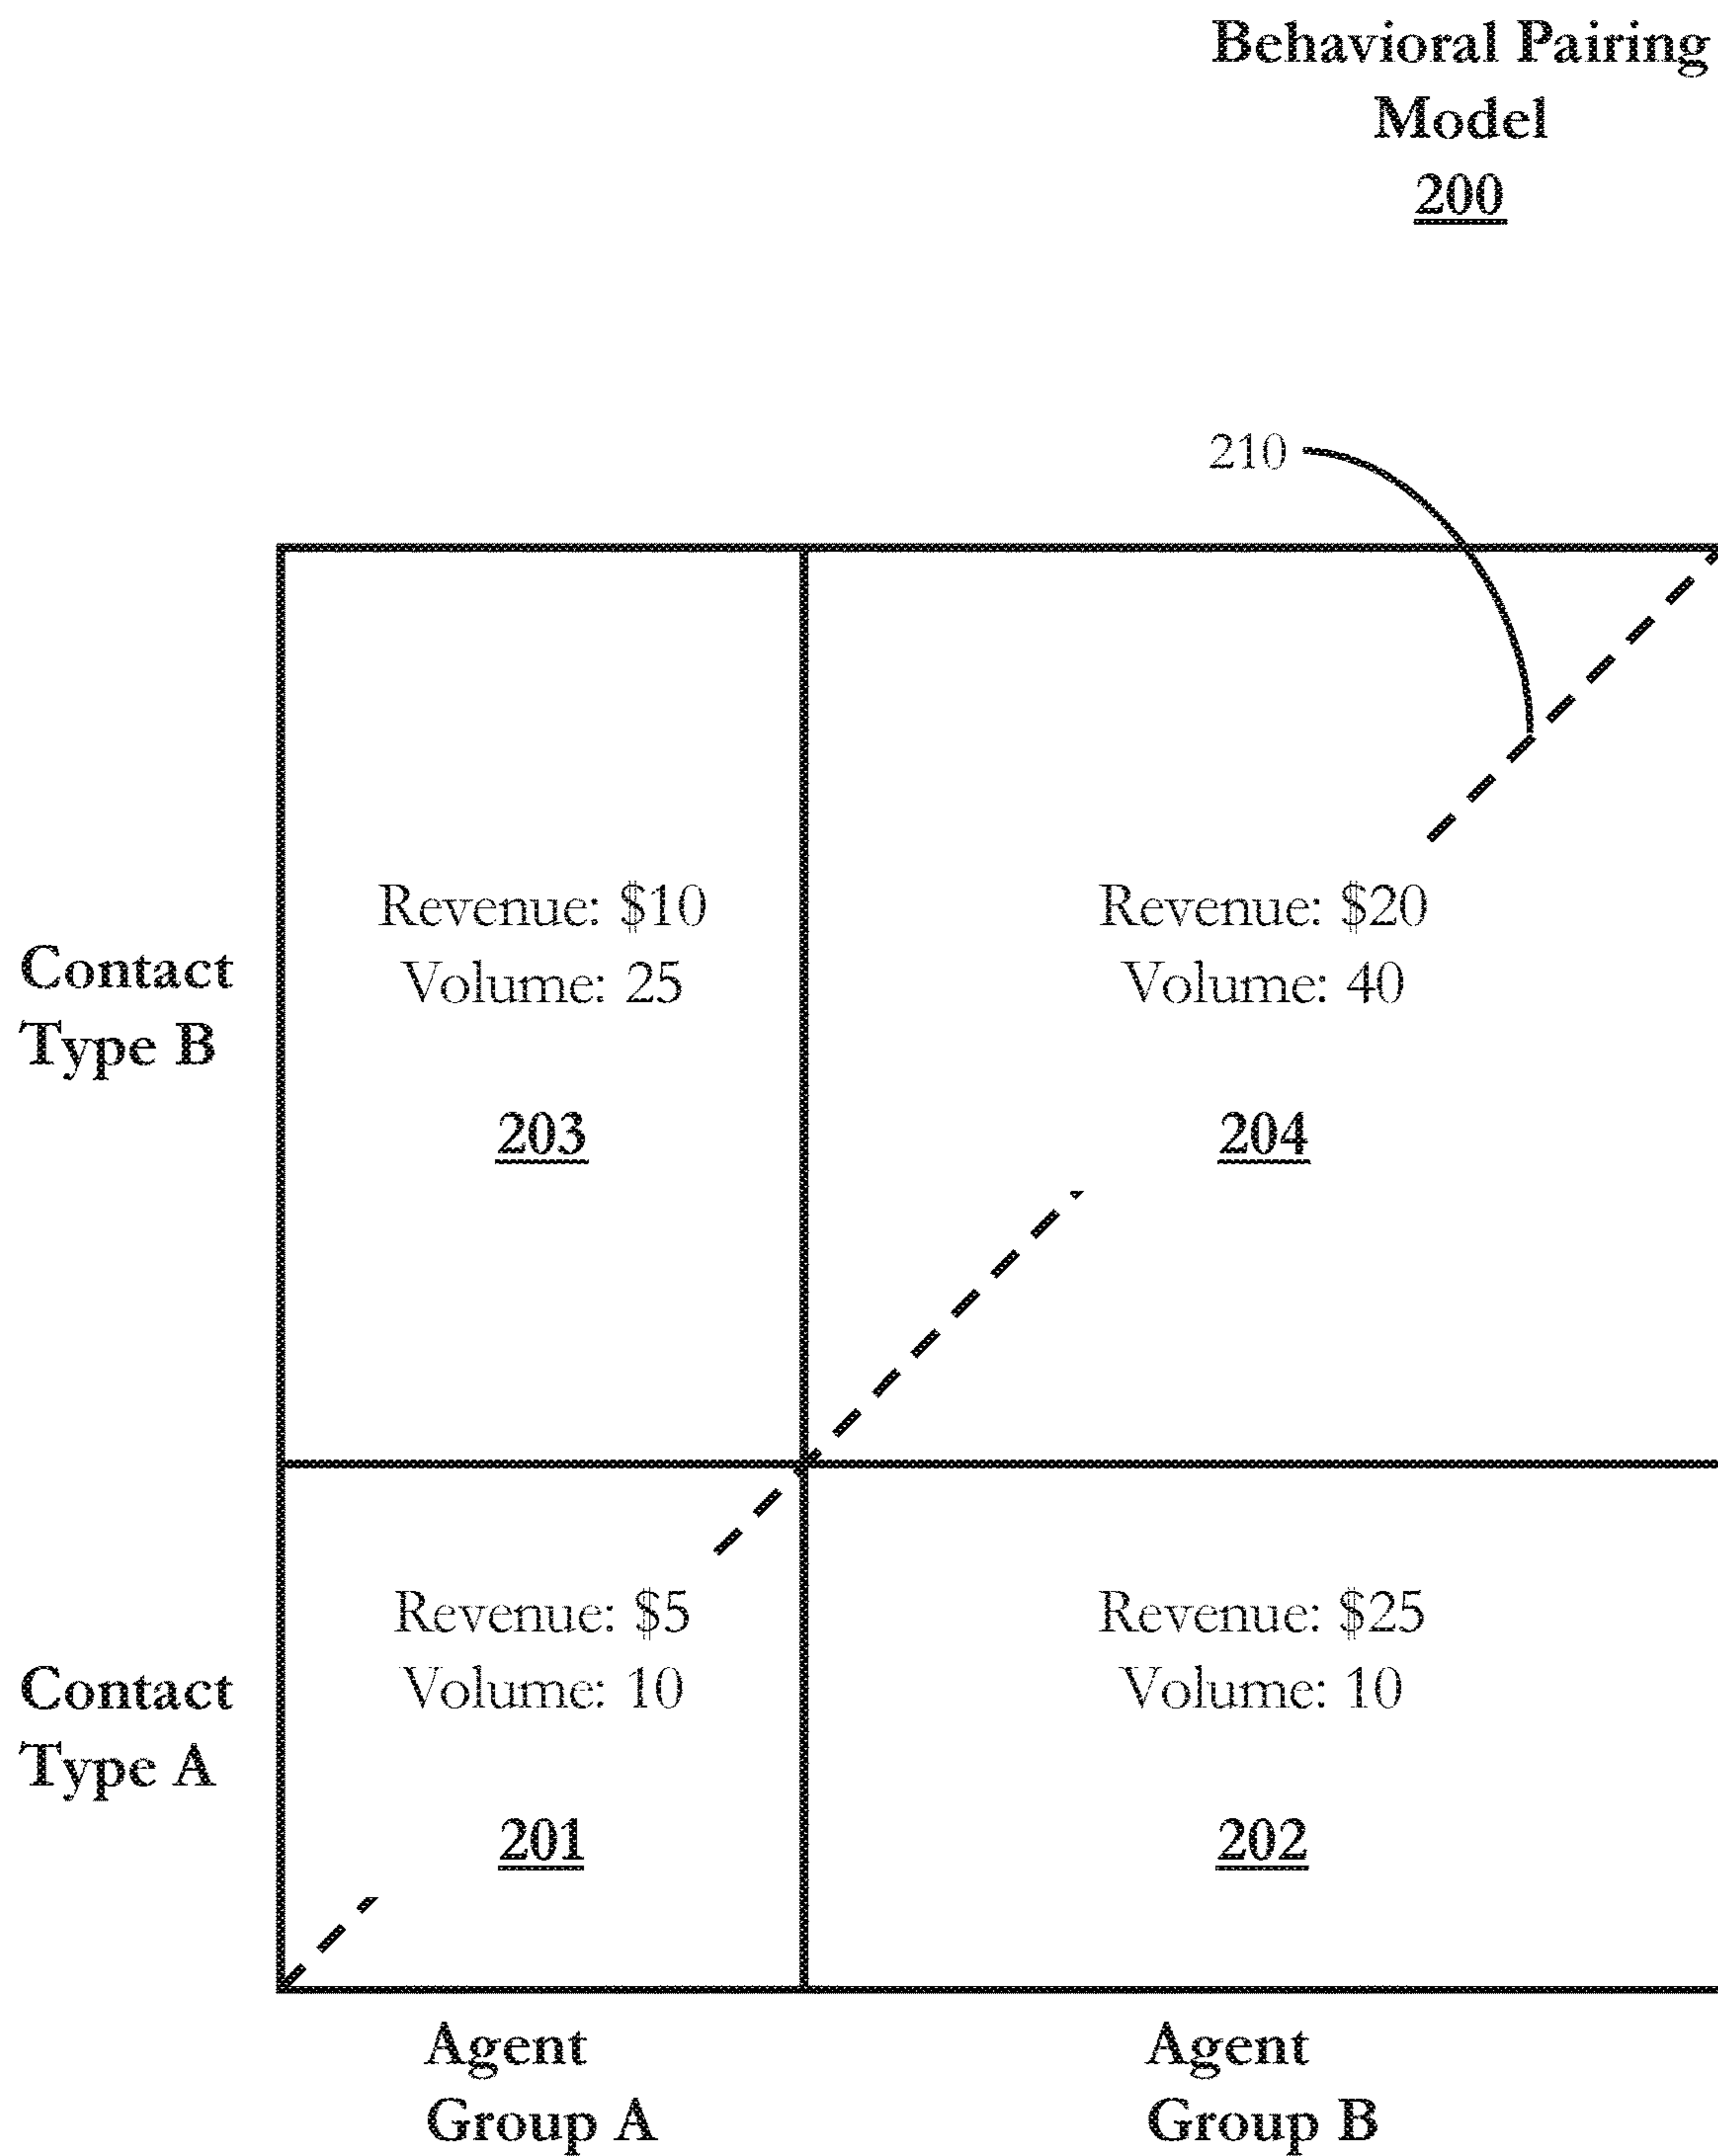 Behavioral Pairing
Model
200
210
Contact
Type B
Revenue: $10
Volume: 25
203
Revenue: $20
Volume: 40
204
Contact
Type A
Revenue: $5
Volume: 10
201
Revenue: $25
Volume: 10
202
Agent
Group A
Agent
Group B